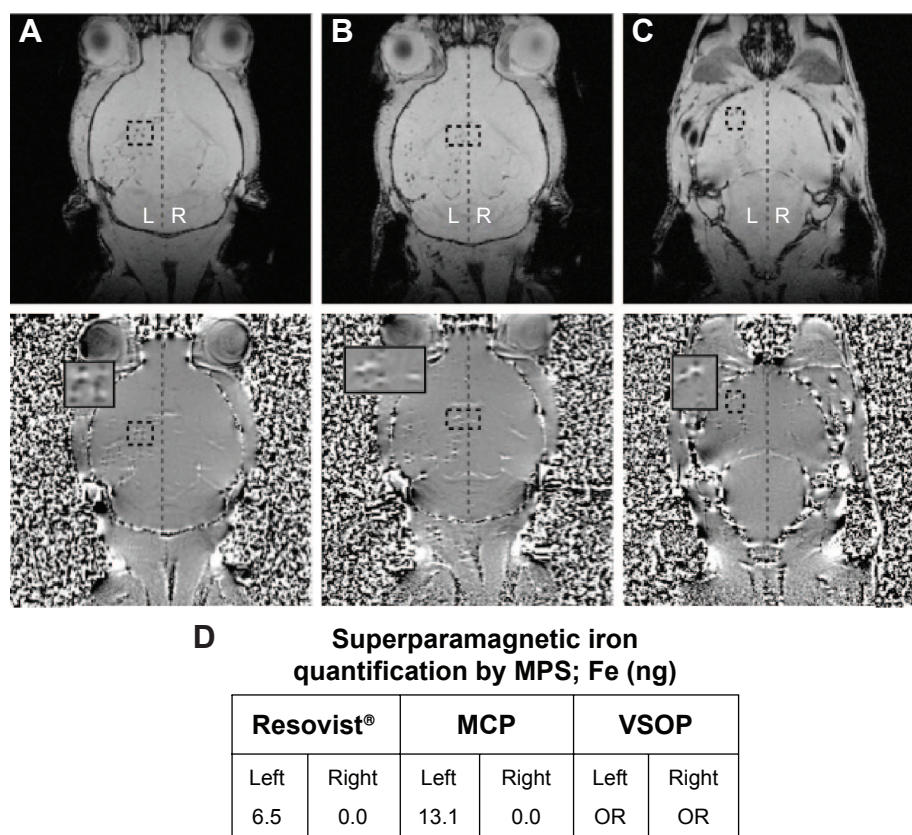 A B C
L R L R L R
D Superparamagnetic iron
quantification by MPS; Fe (ng)
Resovist® MCP VSOP
Left Right Left Right Left Right
6.5 0.0 13.1 0.0 OR OR